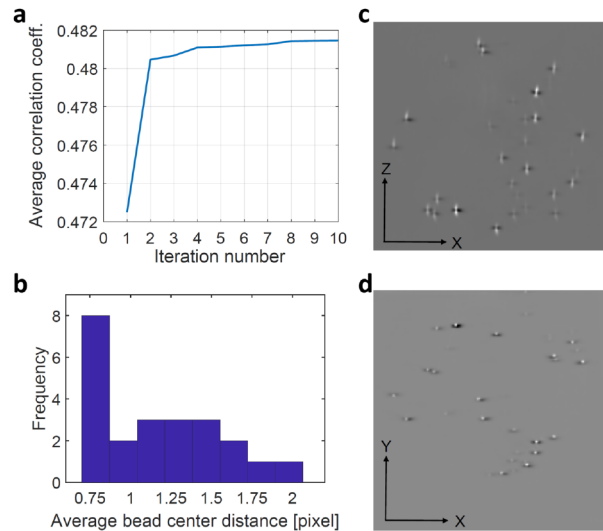 a
Average correlation coeff.
0.482
0.48
0.478
0.476
0.474
0.472
0 1 2 3 4 5 6 7 8 9 10
Iteration number
b
Frequency
8
6
4
2
0
0.75 1 1.25 1.5 1.75 2
Average bead center distance [pixel]
c
Z
X
d
Y
X